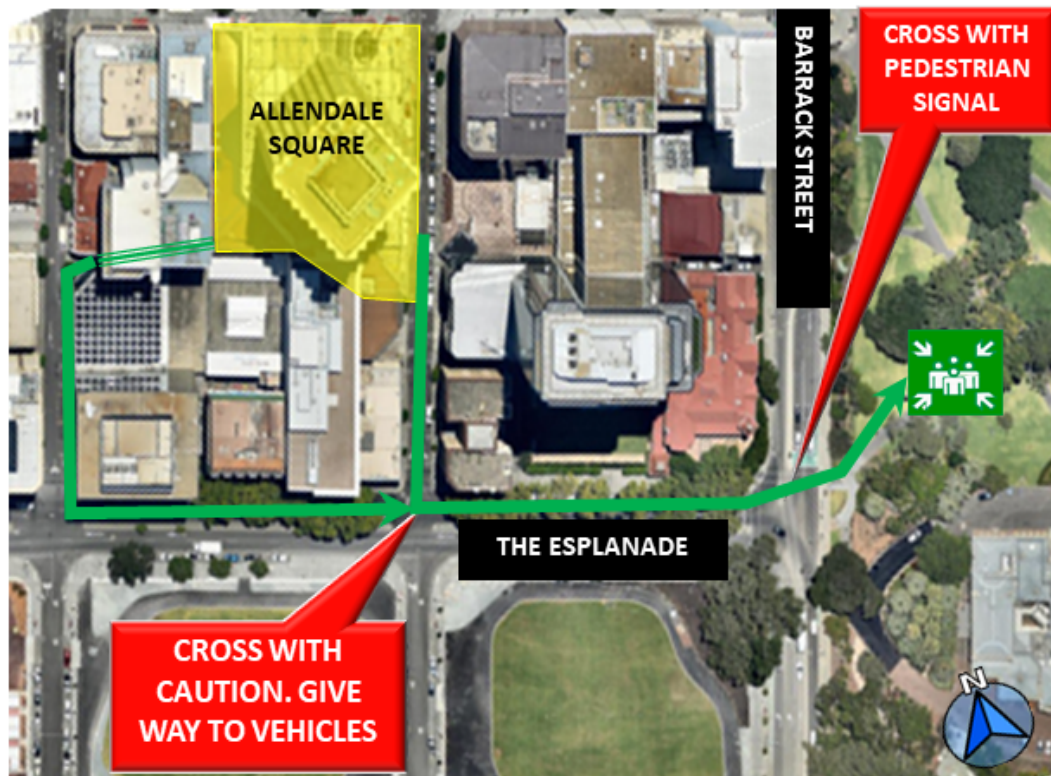 ALLENDALE
SQUARE
BARRACK STREET
CROSS WITH
PEDESTRIAN
SIGNAL
THE ESPLANADE
CROSS WITH
CAUTION. GIVE
WAY TO VEHICLES
N